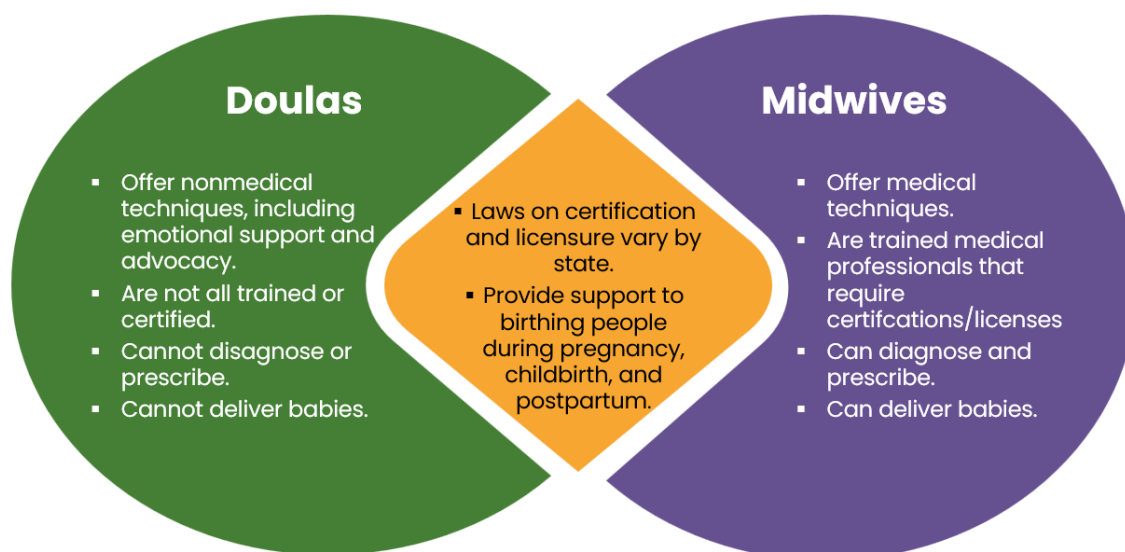 Doulas
▪ Offer nonmedical
techniques, including
emotional support and
advocacy.
▪ Are not all trained or
certified.
▪ Cannot disagnose or
prescribe.
▪ Cannot deliver babies.
▪ Laws on certification
and licensure vary by
state.
▪ Provide support to
birthing people
during pregnancy,
childbirth, and
postpartum.
Midwives
▪ Offer medical
techniques.
▪ Are trained medical
professionals that
require
certifcations/licenses
▪ Can diagnose and
prescribe.
▪ Can deliver babies.